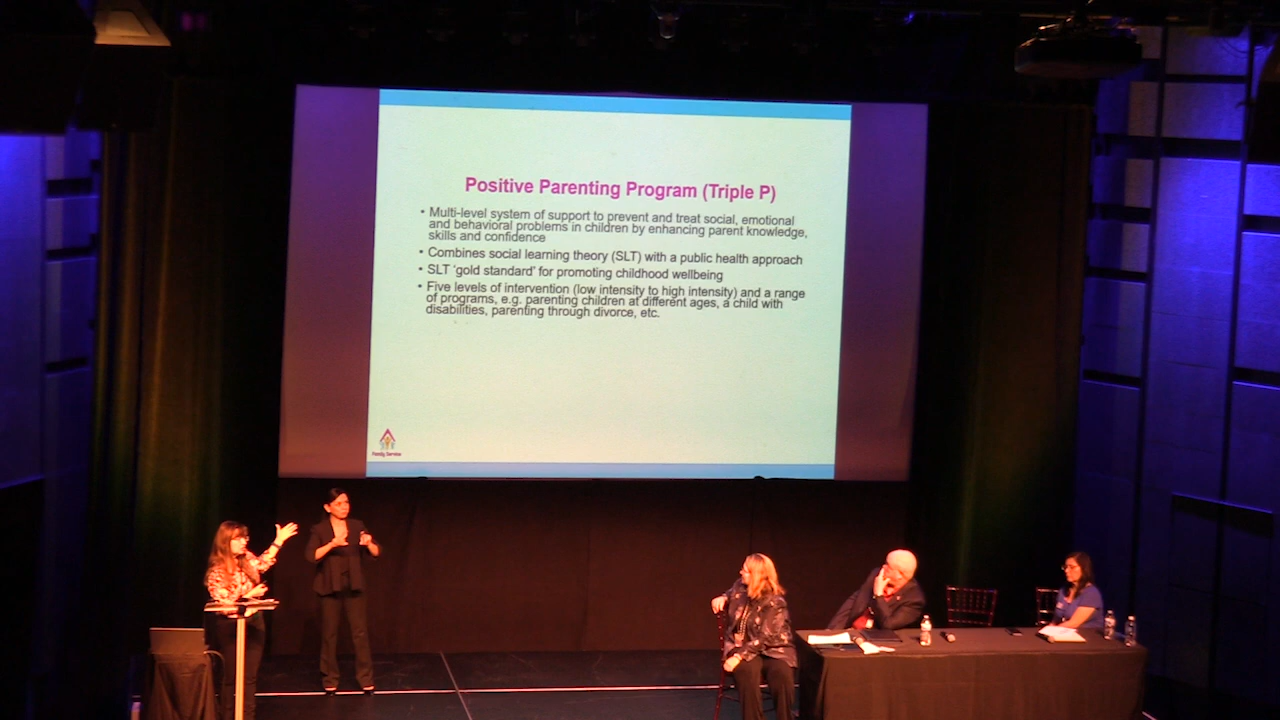 Positive Parenting Program (Triple P)
• Multi-level system of support to prevent and treat social, emotional
and behavioral problems in children by enhancing parent knowledge,
skills and confidence
• Combines social learning theory (SLT) with a public health approach
• SLT ‘gold standard’ for promoting childhood wellbeing
• Five levels of intervention (low intensity to high intensity) and a range
of programs, e.g. parenting children at different ages, a child with
disabilities, parenting through divorce, etc.
Family Service